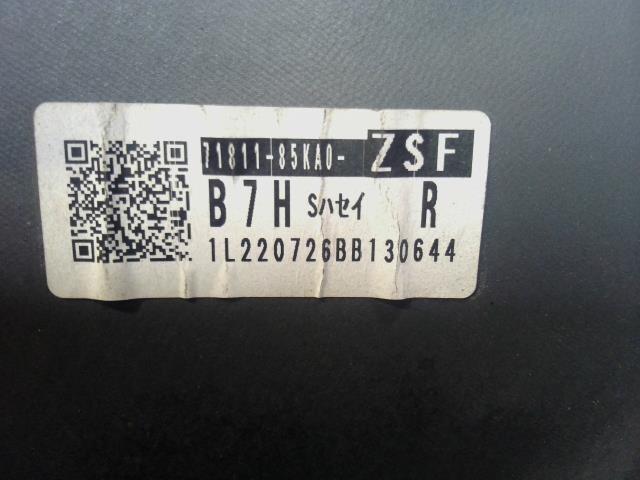 71811-85KA0- ZSF
B7H Sﾊセイ R
1L220726BB130644